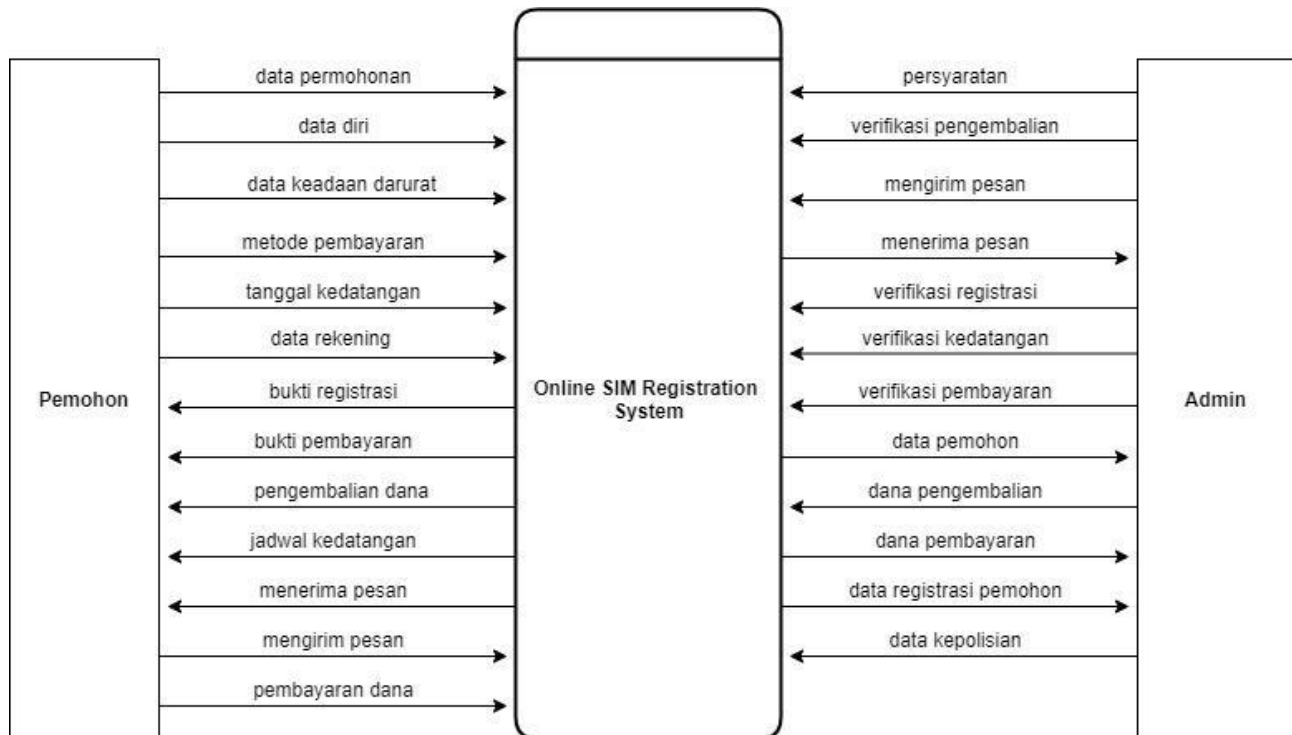 data permohonan
data diri
data keadaan darurat
metode pembayaran
tanggal kedatangan
data rekening
bukti registrasi
bukti pembayaran
pengembalian dana
jadwal kedatangan
menerima pesan
mengirim pesan
pembayaran dana
Pemohon
Online SIM Registration
System
persyaratan
verifikasi pengembalian
mengirim pesan
menerima pesan
verifikasi registrasi
verifikasi kedatangan
verifikasi pembayaran
data pemohon
dana pengembalian
dana pembayaran
data registrasi pemohon
data kepolisian
Admin